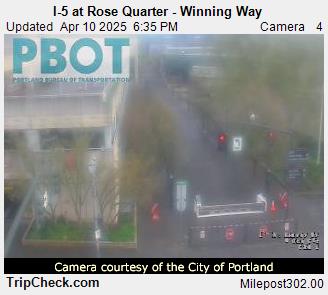 I-5 at Rose Quarter - Winning Way
Updated Apr 10 2025 6:35 PM Camera 4
PBOT
PORTLAND BUREAU OF TRANSPORTATION
Camera courtesy of the City of Portland
TripCheck.com Milepost302.00